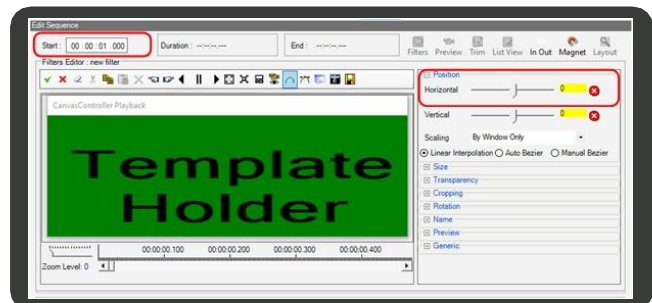 Edit Sequence
Start : 00 : 00 : 01 . 000 Duration : --:--:--.--- End : --:--:--.---
Filters Preview Trim List View In Out Magnet Layout
Filters Editor : new filter
Position
Horizontal 0
CanvasController Playback
Vertical 0
Scaling By Window Only
Linear Interpolation Auto Bezier Manual Bezier
Template
Holder
Size
Transparency
Cropping
Rotation
Name
Preview
Generic
00:00:00.100 00:00:00.200 00:00:00.300 00:00:00.400
Zoom Level: 0